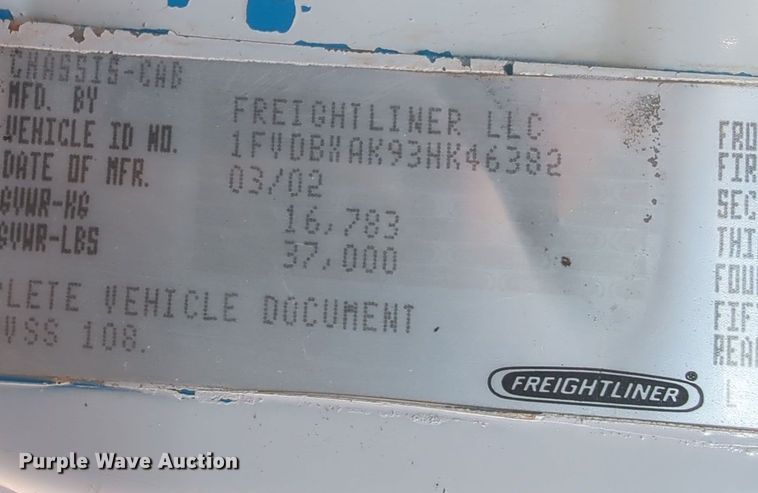 CHASSIS-CAB
MFD. BY FREIGHTLINER LLC
VEHICLE ID NO. 1FVDBXAK93HK46382
DATE OF MFR. 03/02
GVWR-KG 16,783
GVWR-LBS 37,000
PLETE VEHICLE DOCUMENT.
VSS 108.
FRO
FIR
SEC
THI
FOU
FIF
REA
FREIGHTLINER®
Purple Wave Auction